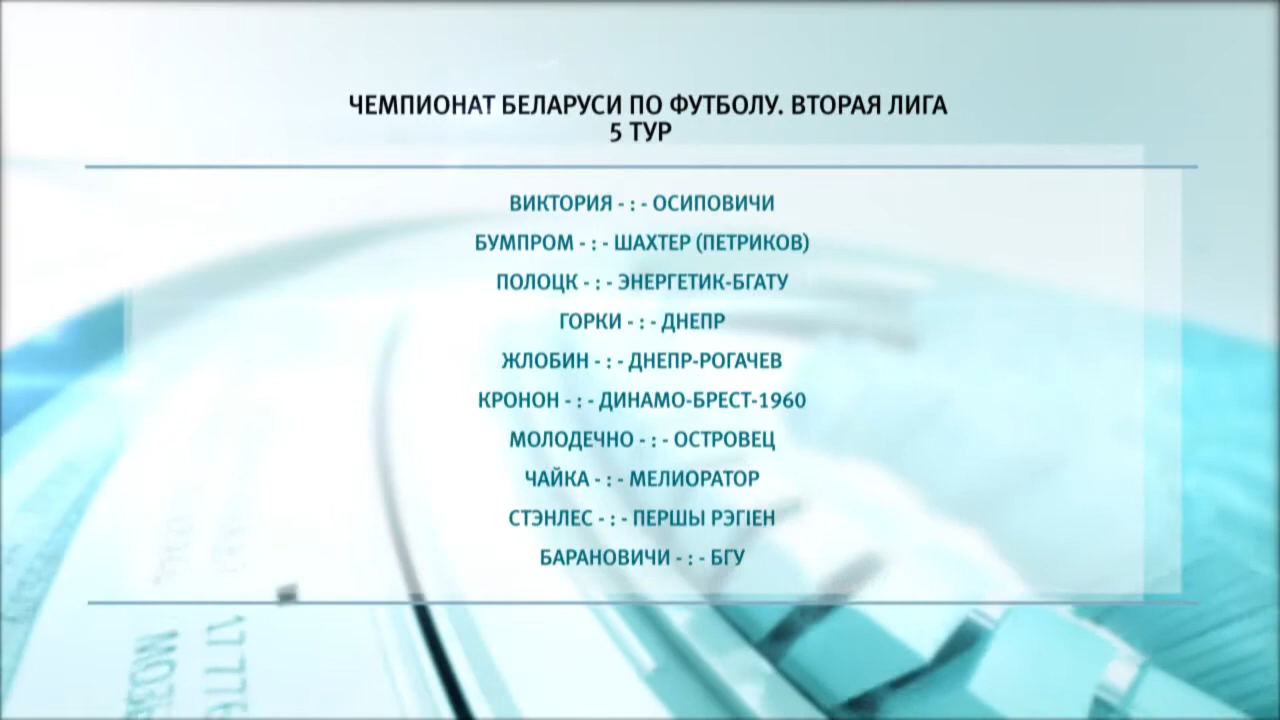 ЧЕМПИОНАТ БЕЛАРУСИ ПО ФУТБОЛУ. ВТОРАЯ ЛИГА
5 ТУР
ВИКТОРИЯ - : - ОСИПОВИЧИ
БУМПРОМ - : - ШАХТЕР (ПЕТРИКОВ)
ПОЛОЦК - : - ЭНЕРГЕТИК-БГАТУ
ГОРКИ - : - ДНЕПР
ЖЛОБИН - : - ДНЕПР-РОГАЧЕВ
КРОНОН - : - ДИНАМО-БРЕСТ-1960
МОЛОДЕЧНО - : - ОСТРОВЕЦ
ЧАЙКА - : - МЕЛИОРАТОР
СТЭНЛЕС - : - ПЕРШЫ РЭГІЕН
БАРАНОВИЧИ - : - БГУ